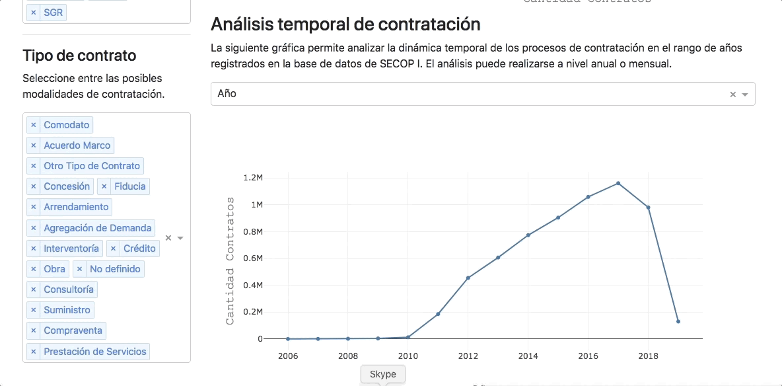 × SGR
Tipo de contrato
Seleccione entre las posibles
modalidades de contratación.
× Comodato
× Acuerdo Marco
× Otro Tipo de Contrato
× Concesión × Fiducia
× Arrendamiento
× Agregación de Demanda
× Interventoría × Crédito
× Obra × No definido
× Consultoría
× Suministro
× Compraventa
× Prestación de Servicios
×
Cantidad Contratos
Análisis temporal de contratación
La siguiente gráfica permite analizar la dinámica temporal de los procesos de contratación en el rango de años
registrados en la base de datos de SECOP I. El análisis puede realizarse a nivel anual o mensual.
Año ×
Cantidad Contratos
1.2M
1M
0.8M
0.6M
0.4M
0.2M
0
2006 2008 2010 2012 2014 2016 2018
Skype